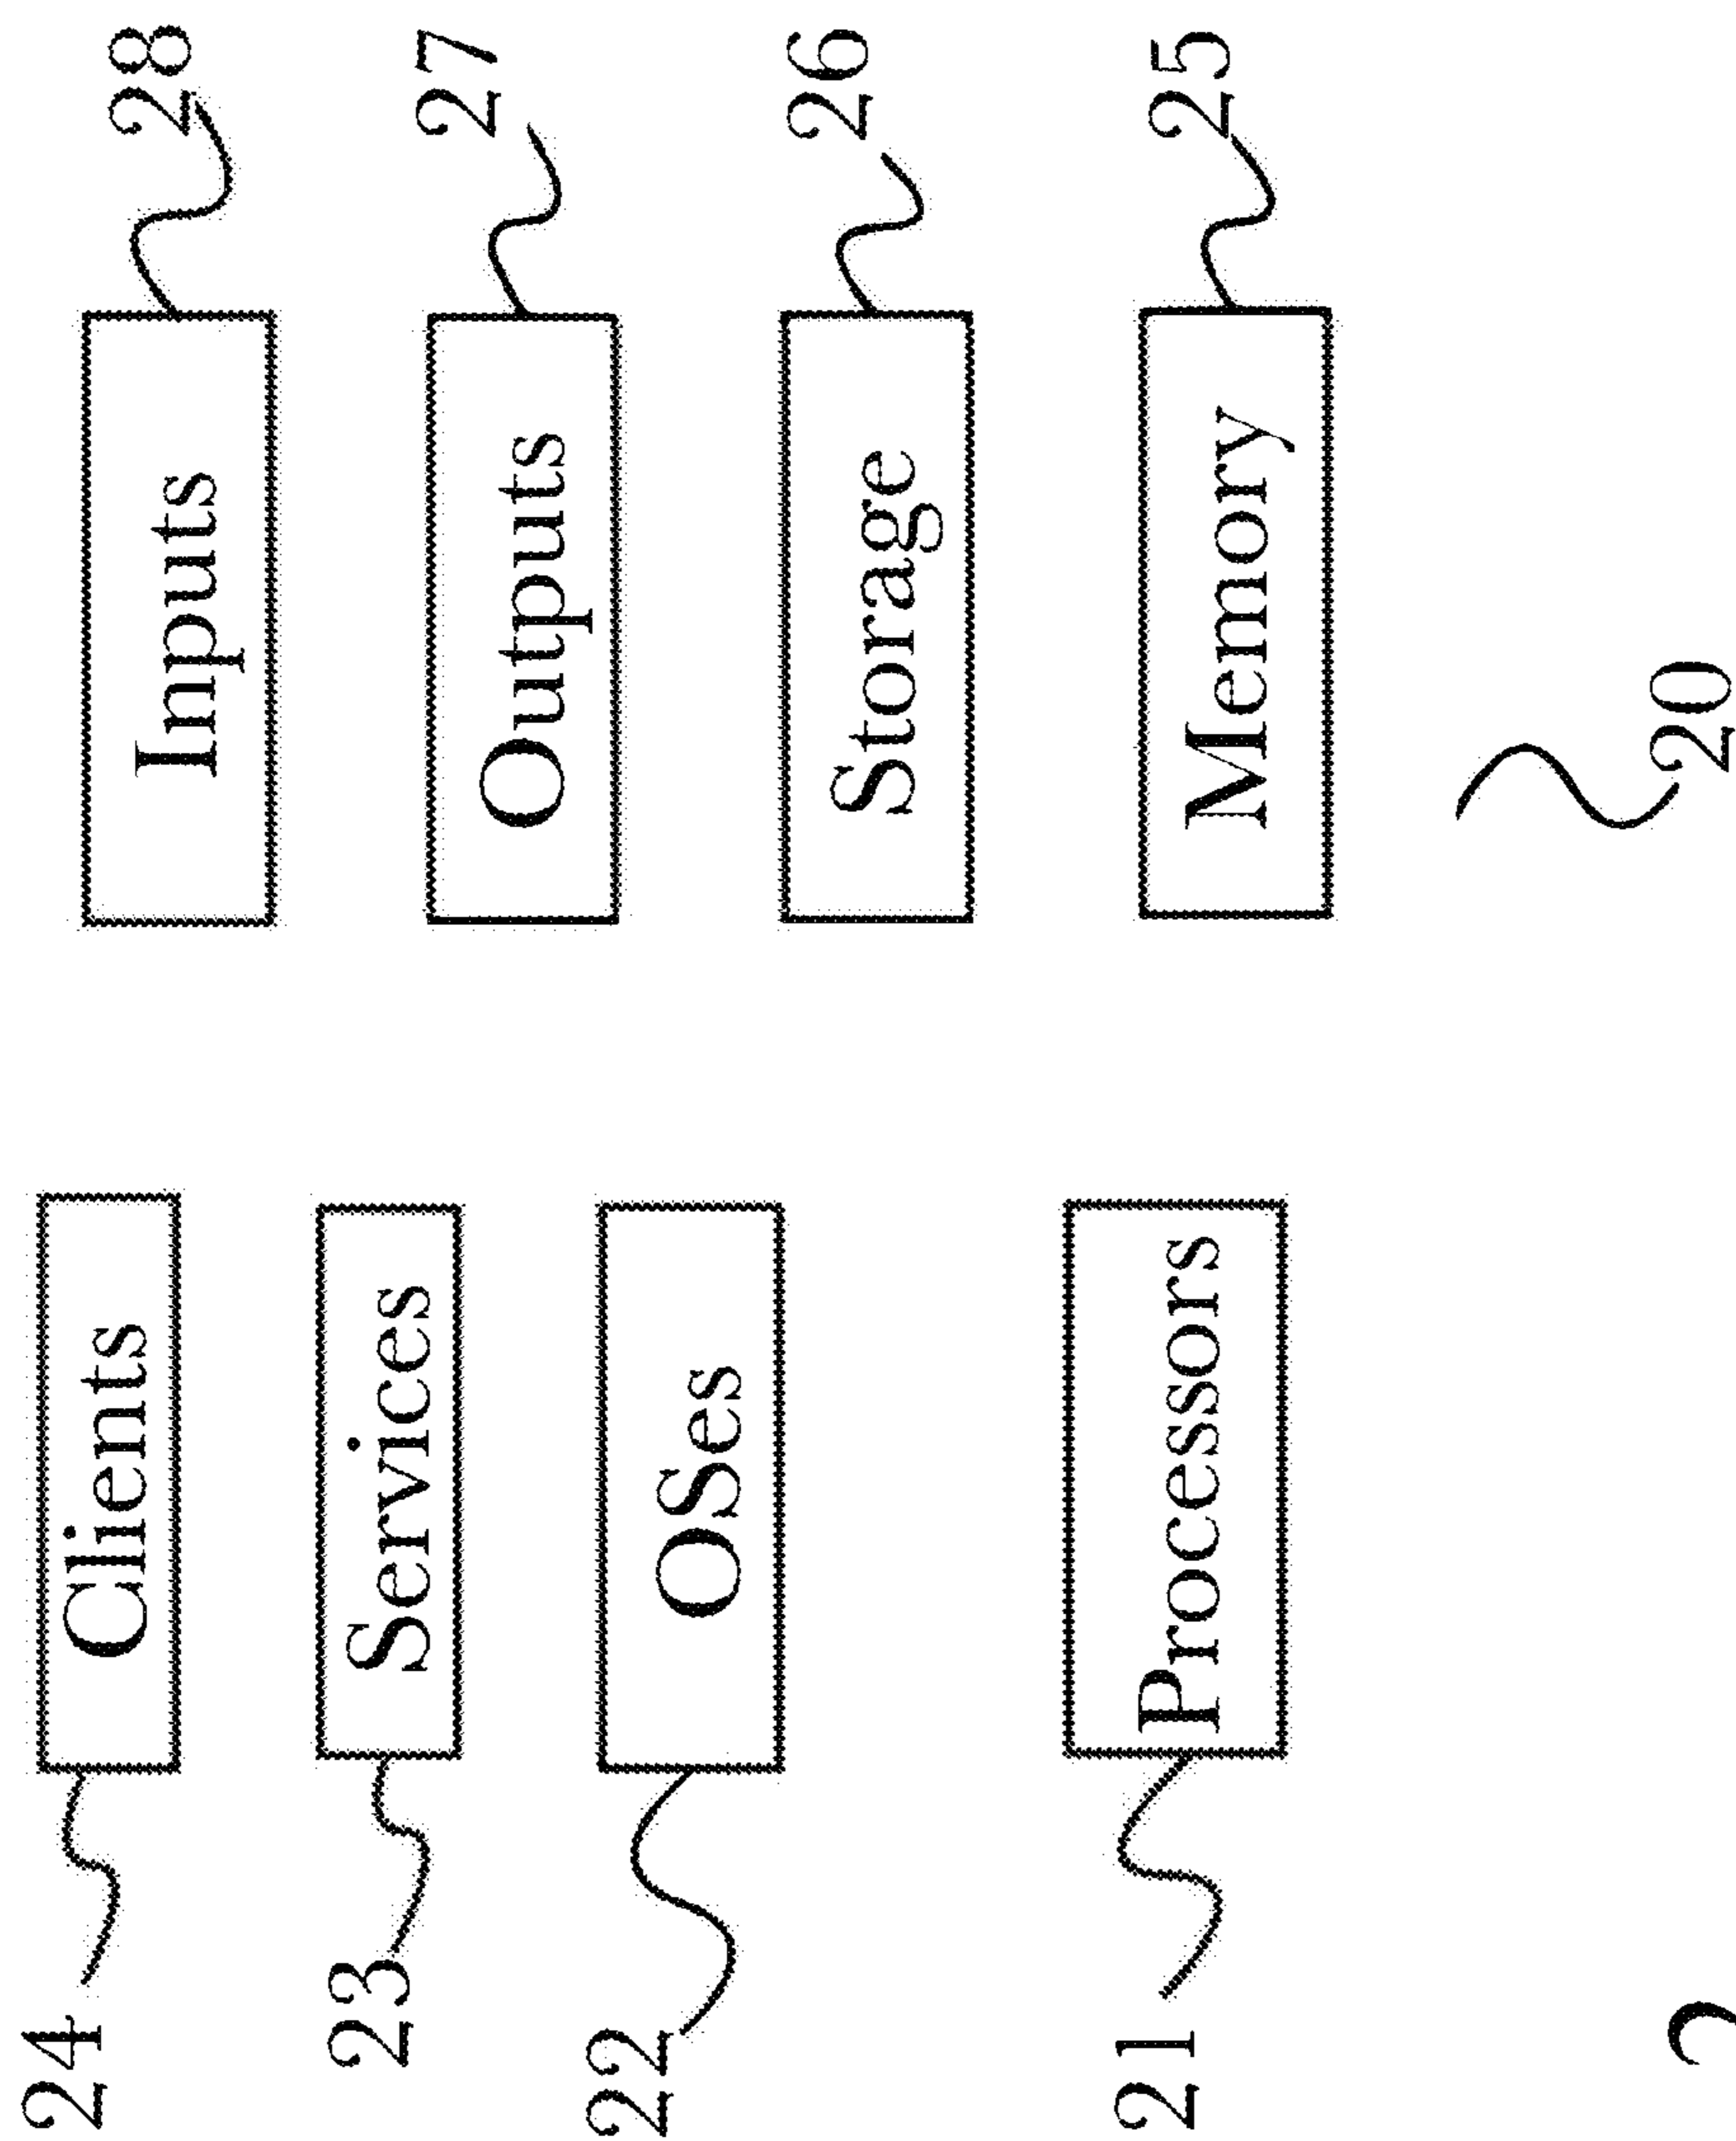 24 Clients Inputs 28
23 Services Outputs 27
22 OSes Storage 26
21 Processors Memory 25
20